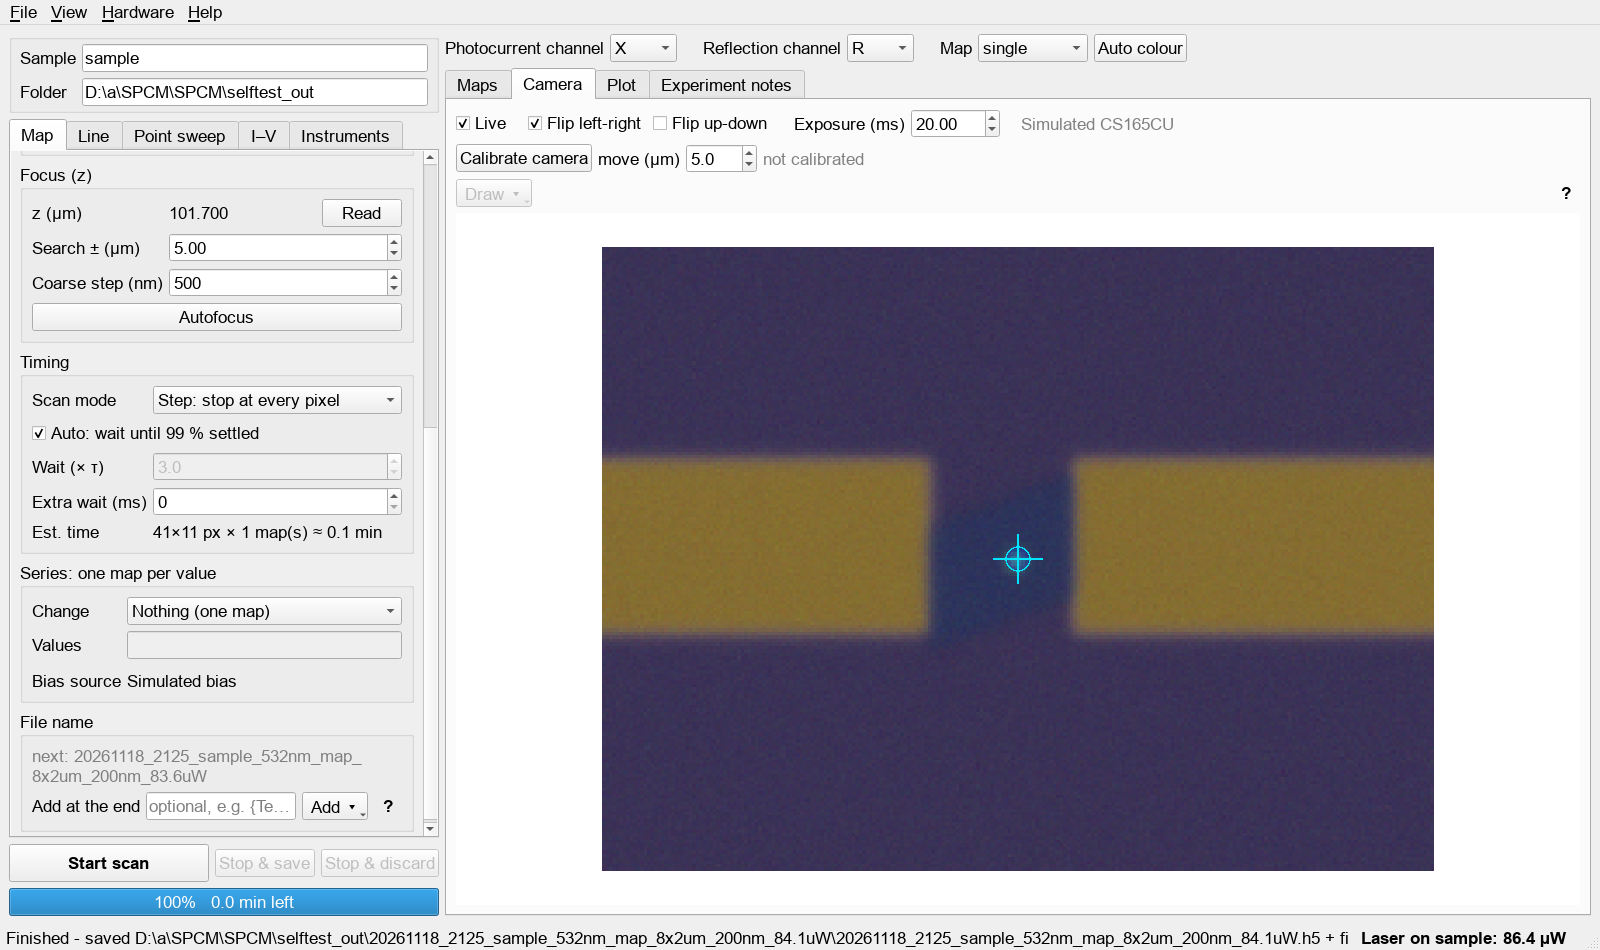 File View Hardware Help
Sample sample
Folder D:\a\SPCM\SPCM\selftest_out
Map Line Point sweep I–V Instruments
Focus (z)
z (µm) 101.700 Read
Search ± (µm) 5.00
Coarse step (nm) 500
Autofocus
Timing
Scan mode Step: stop at every pixel
Auto: wait until 99 % settled
Wait (× τ) 3.0
Extra wait (ms) 0
Est. time 41×11 px × 1 map(s) ≈ 0.1 min
Series: one map per value
Change Nothing (one map)
Values
Bias source Simulated bias
File name
next: 20261118_2125_sample_532nm_map_
8x2um_200nm_83.6uW
Add at the end optional, e.g. {Te... Add ?
Start scan Stop & save Stop & discard
100% 0.0 min left
Photocurrent channel X Reflection channel R Map single Auto colour
Maps Camera Plot Experiment notes
Live Flip left-right Flip up-down Exposure (ms) 20.00 Simulated CS165CU
Calibrate camera move (µm) 5.0 not calibrated
Draw ?
Finished - saved D:\a\SPCM\SPCM\selftest_out\20261118_2125_sample_532nm_map_8x2um_200nm_84.1uW\20261118_2125_sample_532nm_map_8x2um_200nm_84.1uW.h5 + fi Laser on sample: 86.4 µW